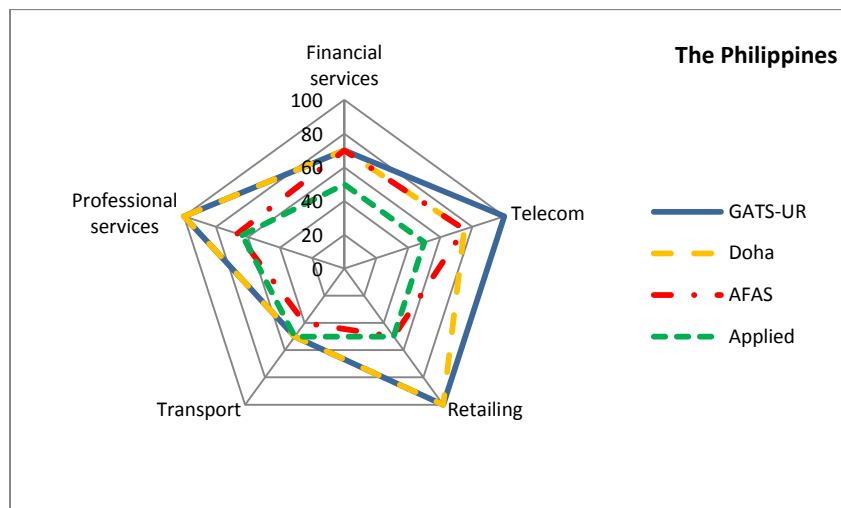 The Philippines
Financial
services
100
80
60
40
20
0
Professional
services
Telecom
Transport
Retailing
GATS-UR
Doha
AFAS
Applied